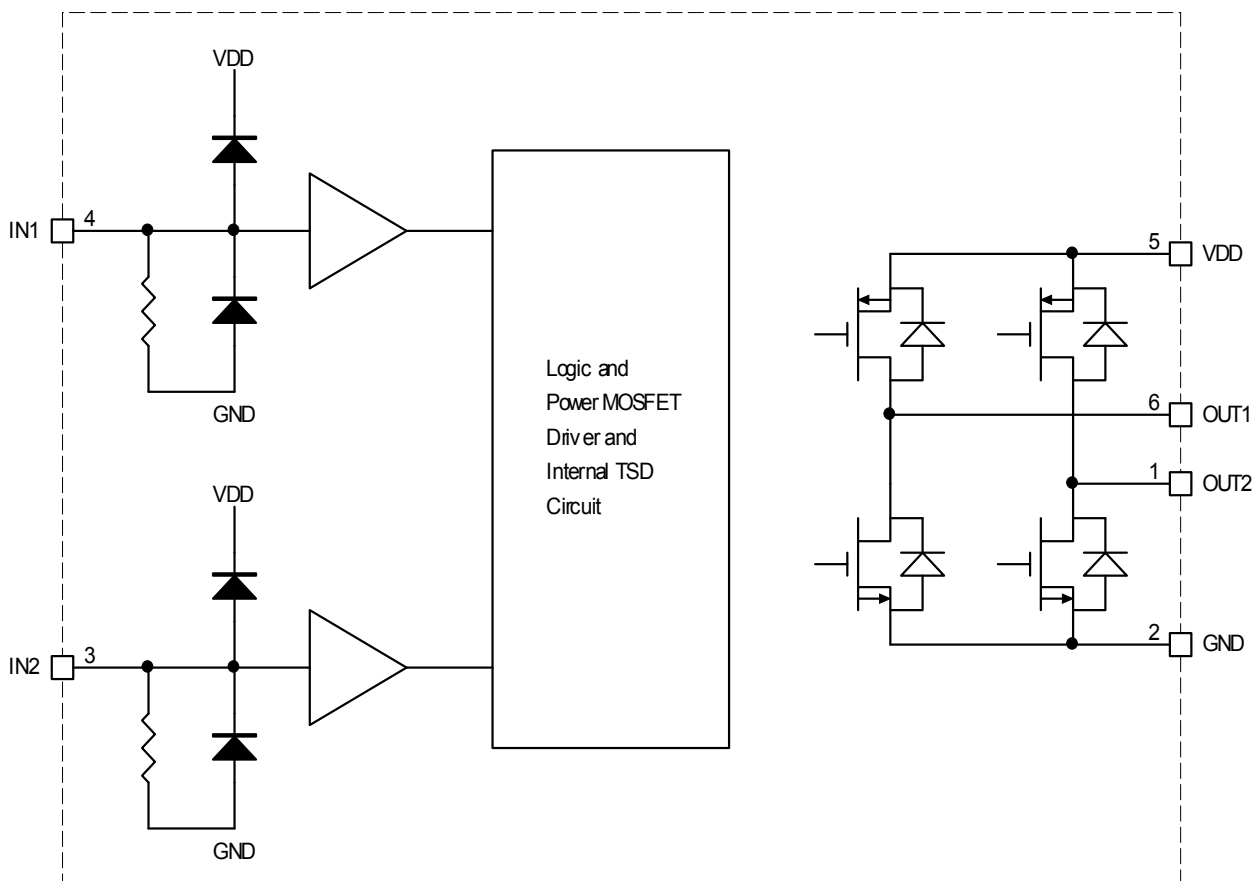 VDD
IN1
4
GND
VDD
IN2
3
GND
Logic and
Power MOSFET
Driver and
Internal TSD
Circuit
5
VDD
6
OUT1
1
OUT2
2
GND